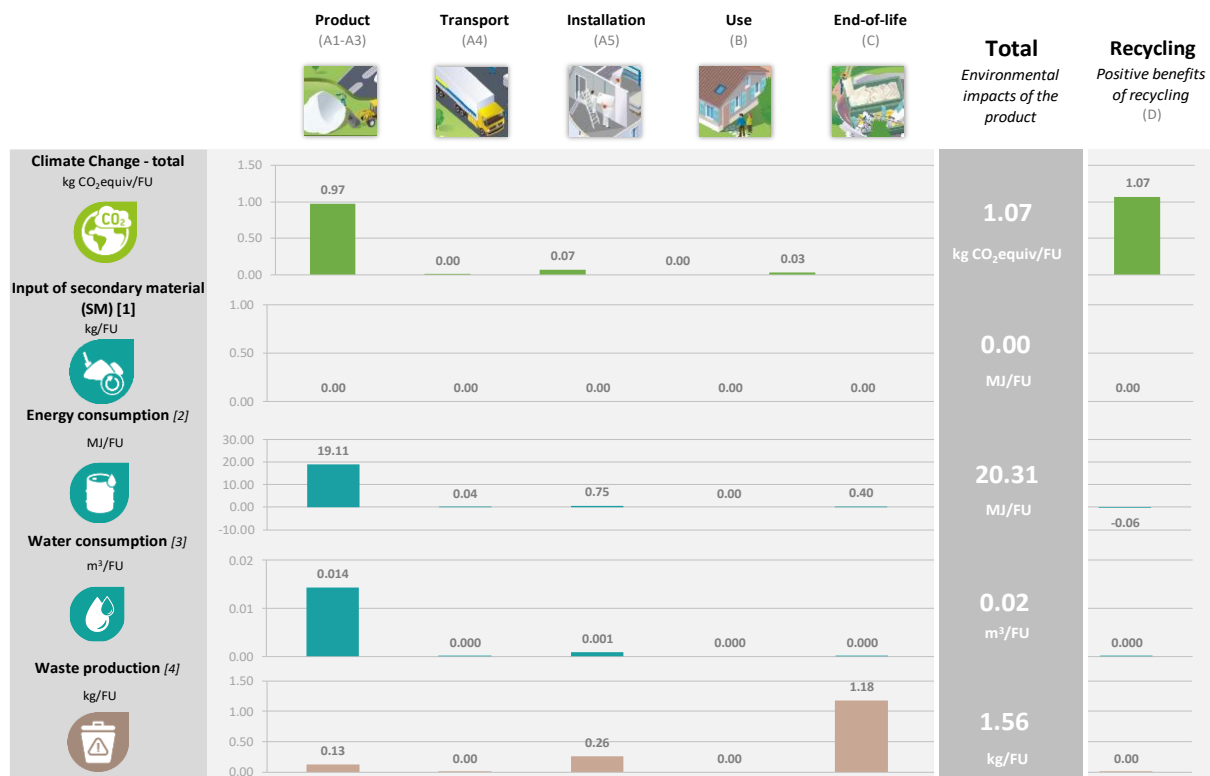 Product
(A1-A3)
Transport
(A4)
Installation
(A5)
Use
(B)
End-of-life
(C)
Total
Environmental
impacts of the
product
Recycling
Positive benefits
of recycling
(D)
Climate Change - total
kg CO₂equiv/FU
CO₂
1.50
1.00
0.50
0.00
0.97
0.00
0.07
0.00
0.03
1.07
kg CO₂equiv/FU
1.07
Input of secondary material
(SM) [1]
kg/FU
1.00
0.50
0.00
0.00
0.00
0.00
0.00
0.00
0.00
MJ/FU
0.00
Energy consumption [2]
MJ/FU
30.00
20.00
10.00
0.00
-10.00
19.11
0.04
0.75
0.00
0.40
20.31
MJ/FU
-0.06
Water consumption [3]
m³/FU
0.02
0.01
0.00
0.014
0.000
0.001
0.000
0.000
0.02
m³/FU
0.000
Waste production [4]
kg/FU
1.50
1.00
0.50
0.00
0.13
0.00
0.26
0.00
1.18
1.56
kg/FU
0.00